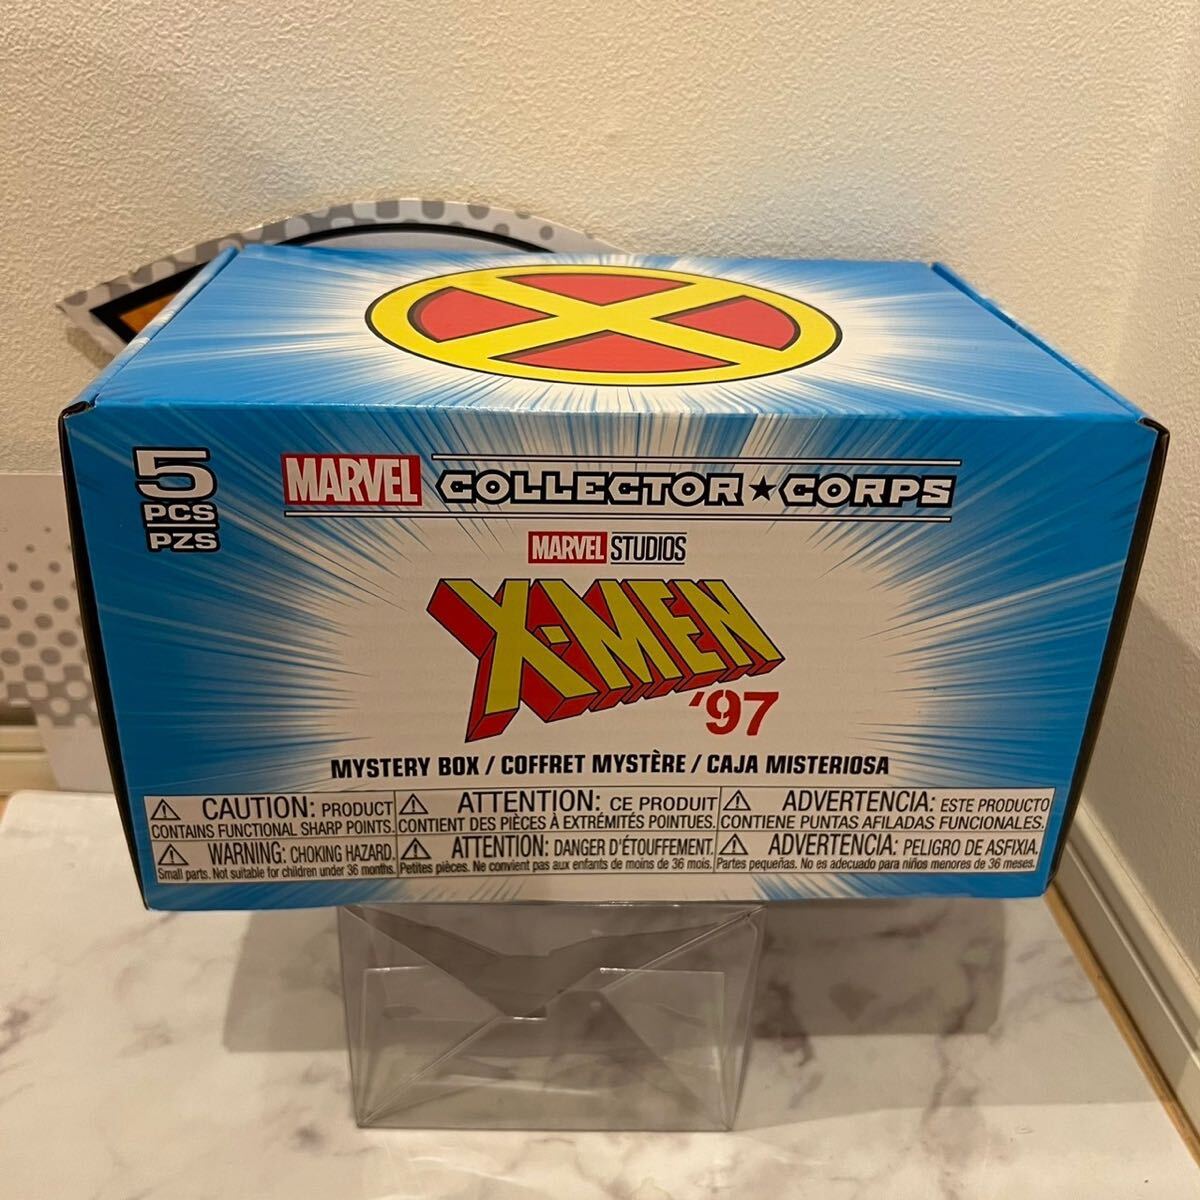 5
PCS
PZS
MARVEL COLLECTOR★CORPS
MARVEL STUDIOS
X-MEN
'97
MYSTERY BOX / COFFRET MYSTÈRE / CAJA MISTERIOSA
CAUTION: PRODUCT
CONTAINS FUNCTIONAL SHARP POINTS.
WARNING: CHOKING HAZARD.
Small parts. Not suitable for children under 36 months.
ATTENTION: CE PRODUIT
CONTIENT DES PIÈCES À EXTRÉMITÉS POINTUES.
ATTENTION: DANGER D'ÉTOUFFEMENT.
Petites pièces. Ne convient pas aux enfants de moins de 36 mois.
ADVERTENCIA: ESTE PRODUCTO
CONTIENE PUNTAS AFILADAS FUNCIONALES.
ADVERTENCIA: PELIGRO DE ASFIXIA.
Partes pequeñas. No es adecuado para niños menores de 36 meses.